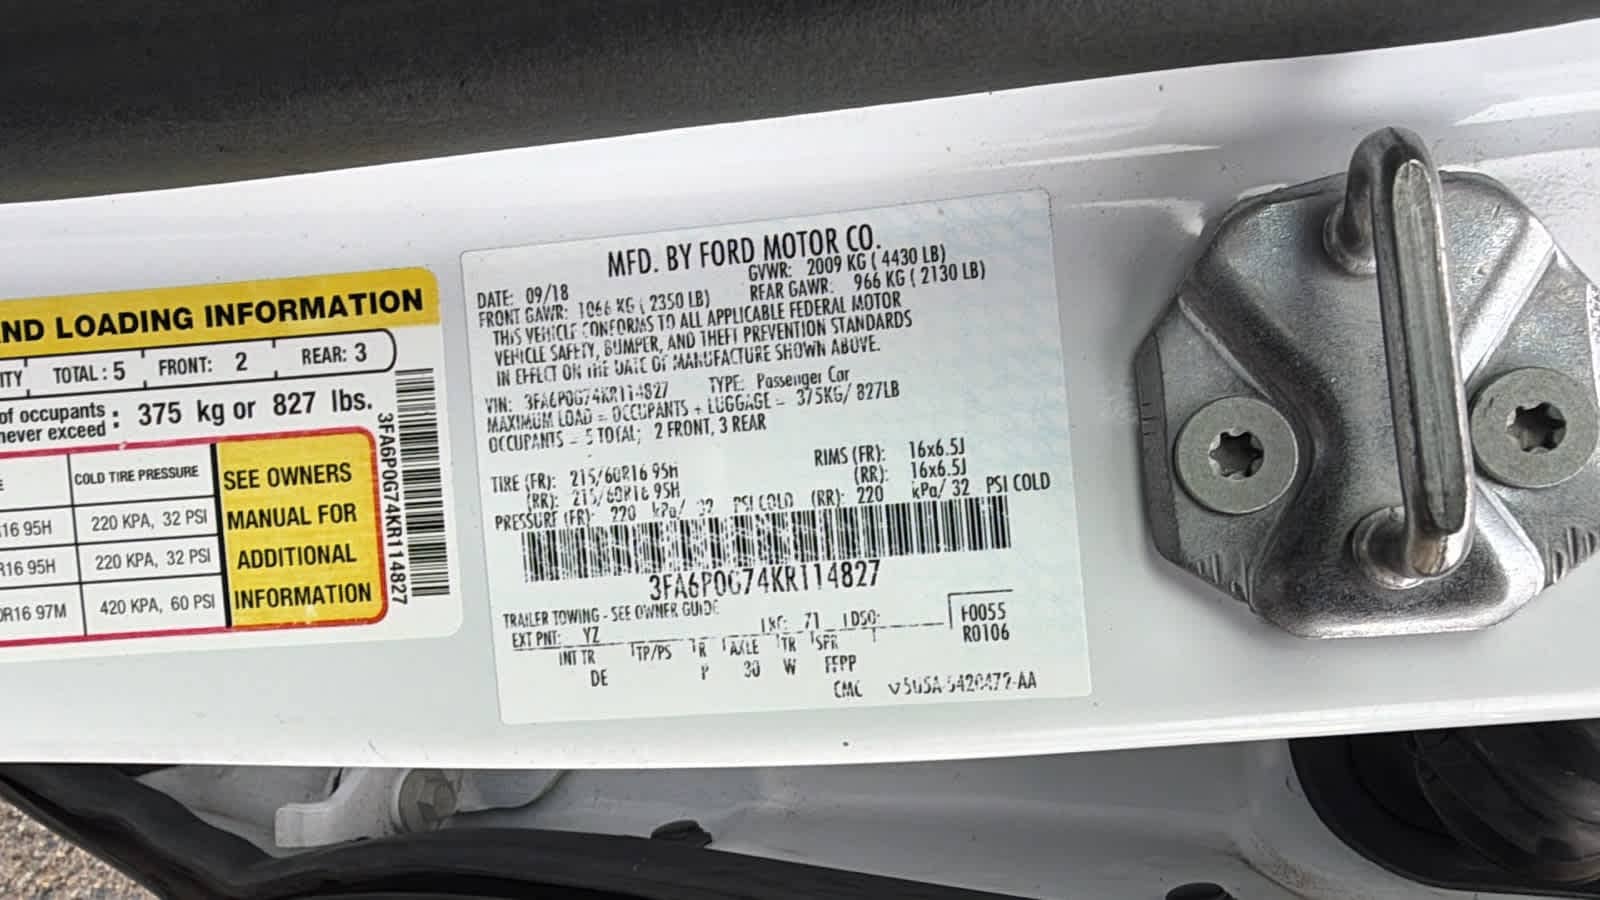 ND LOADING INFORMATION
ITY TOTAL : 5 FRONT: 2 REAR: 3
of occupants
never exceed : 375 kg or 827 lbs.
E COLD TIRE PRESSURE
R16 95H 220 KPA, 32 PSI
R16 95H 220 KPA, 32 PSI
0R16 97M 420 KPA, 60 PSI
SEE OWNERS
MANUAL FOR
ADDITIONAL
INFORMATION
3FA6P0G74KR114827
MFD. BY FORD MOTOR CO.
DATE: 09/18 GVWR: 2009 KG ( 4430 LB)
FRONT GAWR: 1066 KG ( 2350 LB) REAR GAWR: 966 KG ( 2130 LB)
THIS VEHICLE CONFORMS TO ALL APPLICABLE FEDERAL MOTOR
VEHICLE SAFETY, BUMPER, AND THEFT PREVENTION STANDARDS
IN EFFECT ON THE DATE OF MANUFACTURE SHOWN ABOVE.
VIN: 3FA6P0G74KR114827 TYPE: Passenger Car
MAXIMUM LOAD = OCCUPANTS + LUGGAGE = 375KG/ 827LB
OCCUPANTS = 5 TOTAL; 2 FRONT, 3 REAR
TIRE (FR): 215/60R16 95H RIMS (FR): 16x6.5J
(RR): 215/60R16 95H (RR): 16x6.5J
PRESSURE (FR): 220 kPa/ 32 PSI COLD (RR): 220 kPa/ 32 PSI COLD
3FA6P0G74KR114827
TRAILER TOWING - SEE OWNER GUIDE
EXT PNT: YZ 71 DSO: F0055
R0106
INT TR TP/PS R AXLE TR SPR
DE P 30 W FFPP
CMC